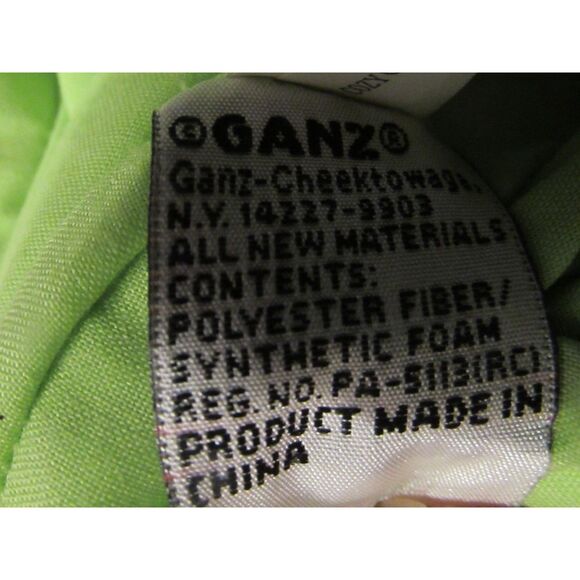 COZY
©GANZ®
Ganz-Cheektowaga,
N.Y. 14227-9903
ALL NEW MATERIALS
CONTENTS:
POLYESTER FIBER/
SYNTHETIC FOAM
REG. NO. PA-5113(RC)
PRODUCT MADE IN
CHINA